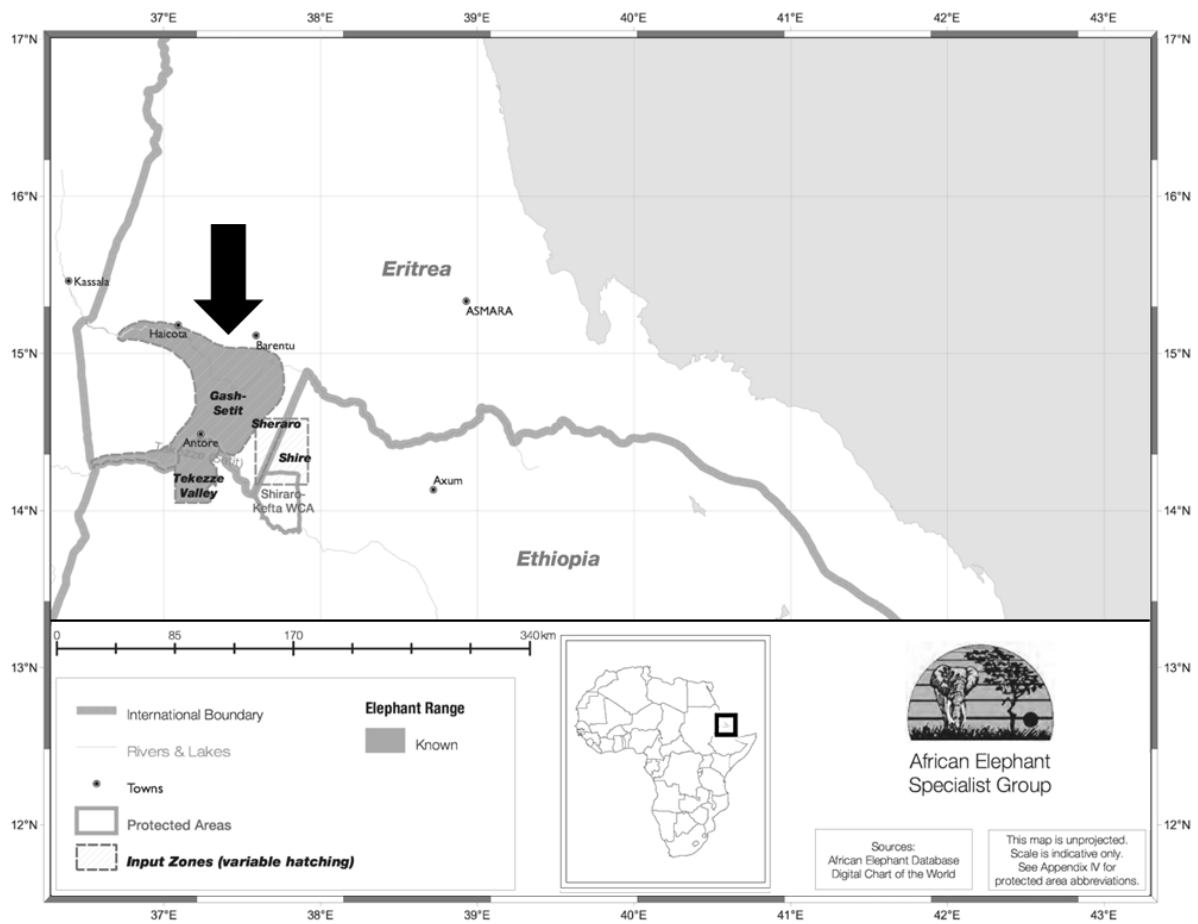 37°E 38°E 39°E 40°E 41°E 42°E 43°E
17°N 17°N
16°N 16°N
Kassala
Eritrea
ASMARA
Haicota
Barentu
15°N 15°N
Gash-
Setit
Sheraro
Antore
Shire
Tekezze
Valley
Axum
Shiraro-
Kefta WCA
14°N 14°N
Ethiopia
0 85 170 340 km
13°N 13°N
International Boundary
Rivers & Lakes
Towns
Protected Areas
Input Zones (variable hatching)
Elephant Range
Known
African Elephant
Specialist Group
Sources:
African Elephant Database
Digital Chart of the World
This map is unprojected.
Scale is indicative only.
See Appendix IV for
protected area abbreviations.
12°N 12°N
37°E 38°E 39°E 40°E 41°E 42°E 43°E